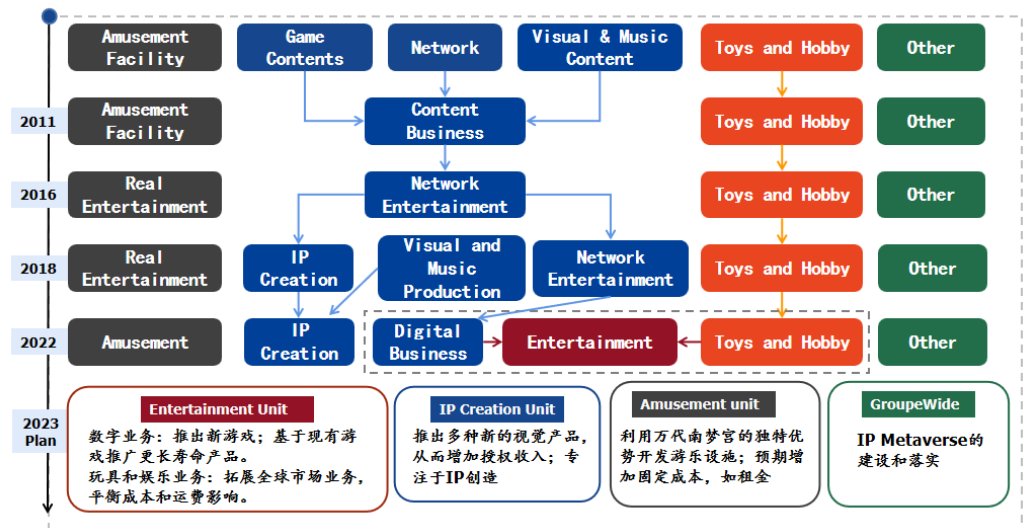 Amusement
Facility
Game
Contents
Network
Visual & Music
Content
Toys and Hobby
Other
2011
Amusement
Facility
Content
Business
Toys and Hobby
Other
2016
Real
Entertainment
Network
Entertainment
Toys and Hobby
Other
2018
Real
Entertainment
IP
Creation
Visual and
Music
Production
Network
Entertainment
Toys and Hobby
Other
2022
Amusement
IP
Creation
Digital
Business
Entertainment
Toys and Hobby
Other
2023
Plan
Entertainment Unit
数字业务：推出新游戏；基于现有游
戏推广更长寿命产品。
玩具和娱乐业务：拓展全球市场业务，
平衡成本和运费影响。
IP Creation Unit
推出多种新的视觉产品，
从而增加授权收入；专
注于IP创造
Amusement unit
利用万代南梦宫的独特优
势开发游乐设施；预期增
加固定成本，如租金
GroupeWide
IP Metaverse的
建设和落实